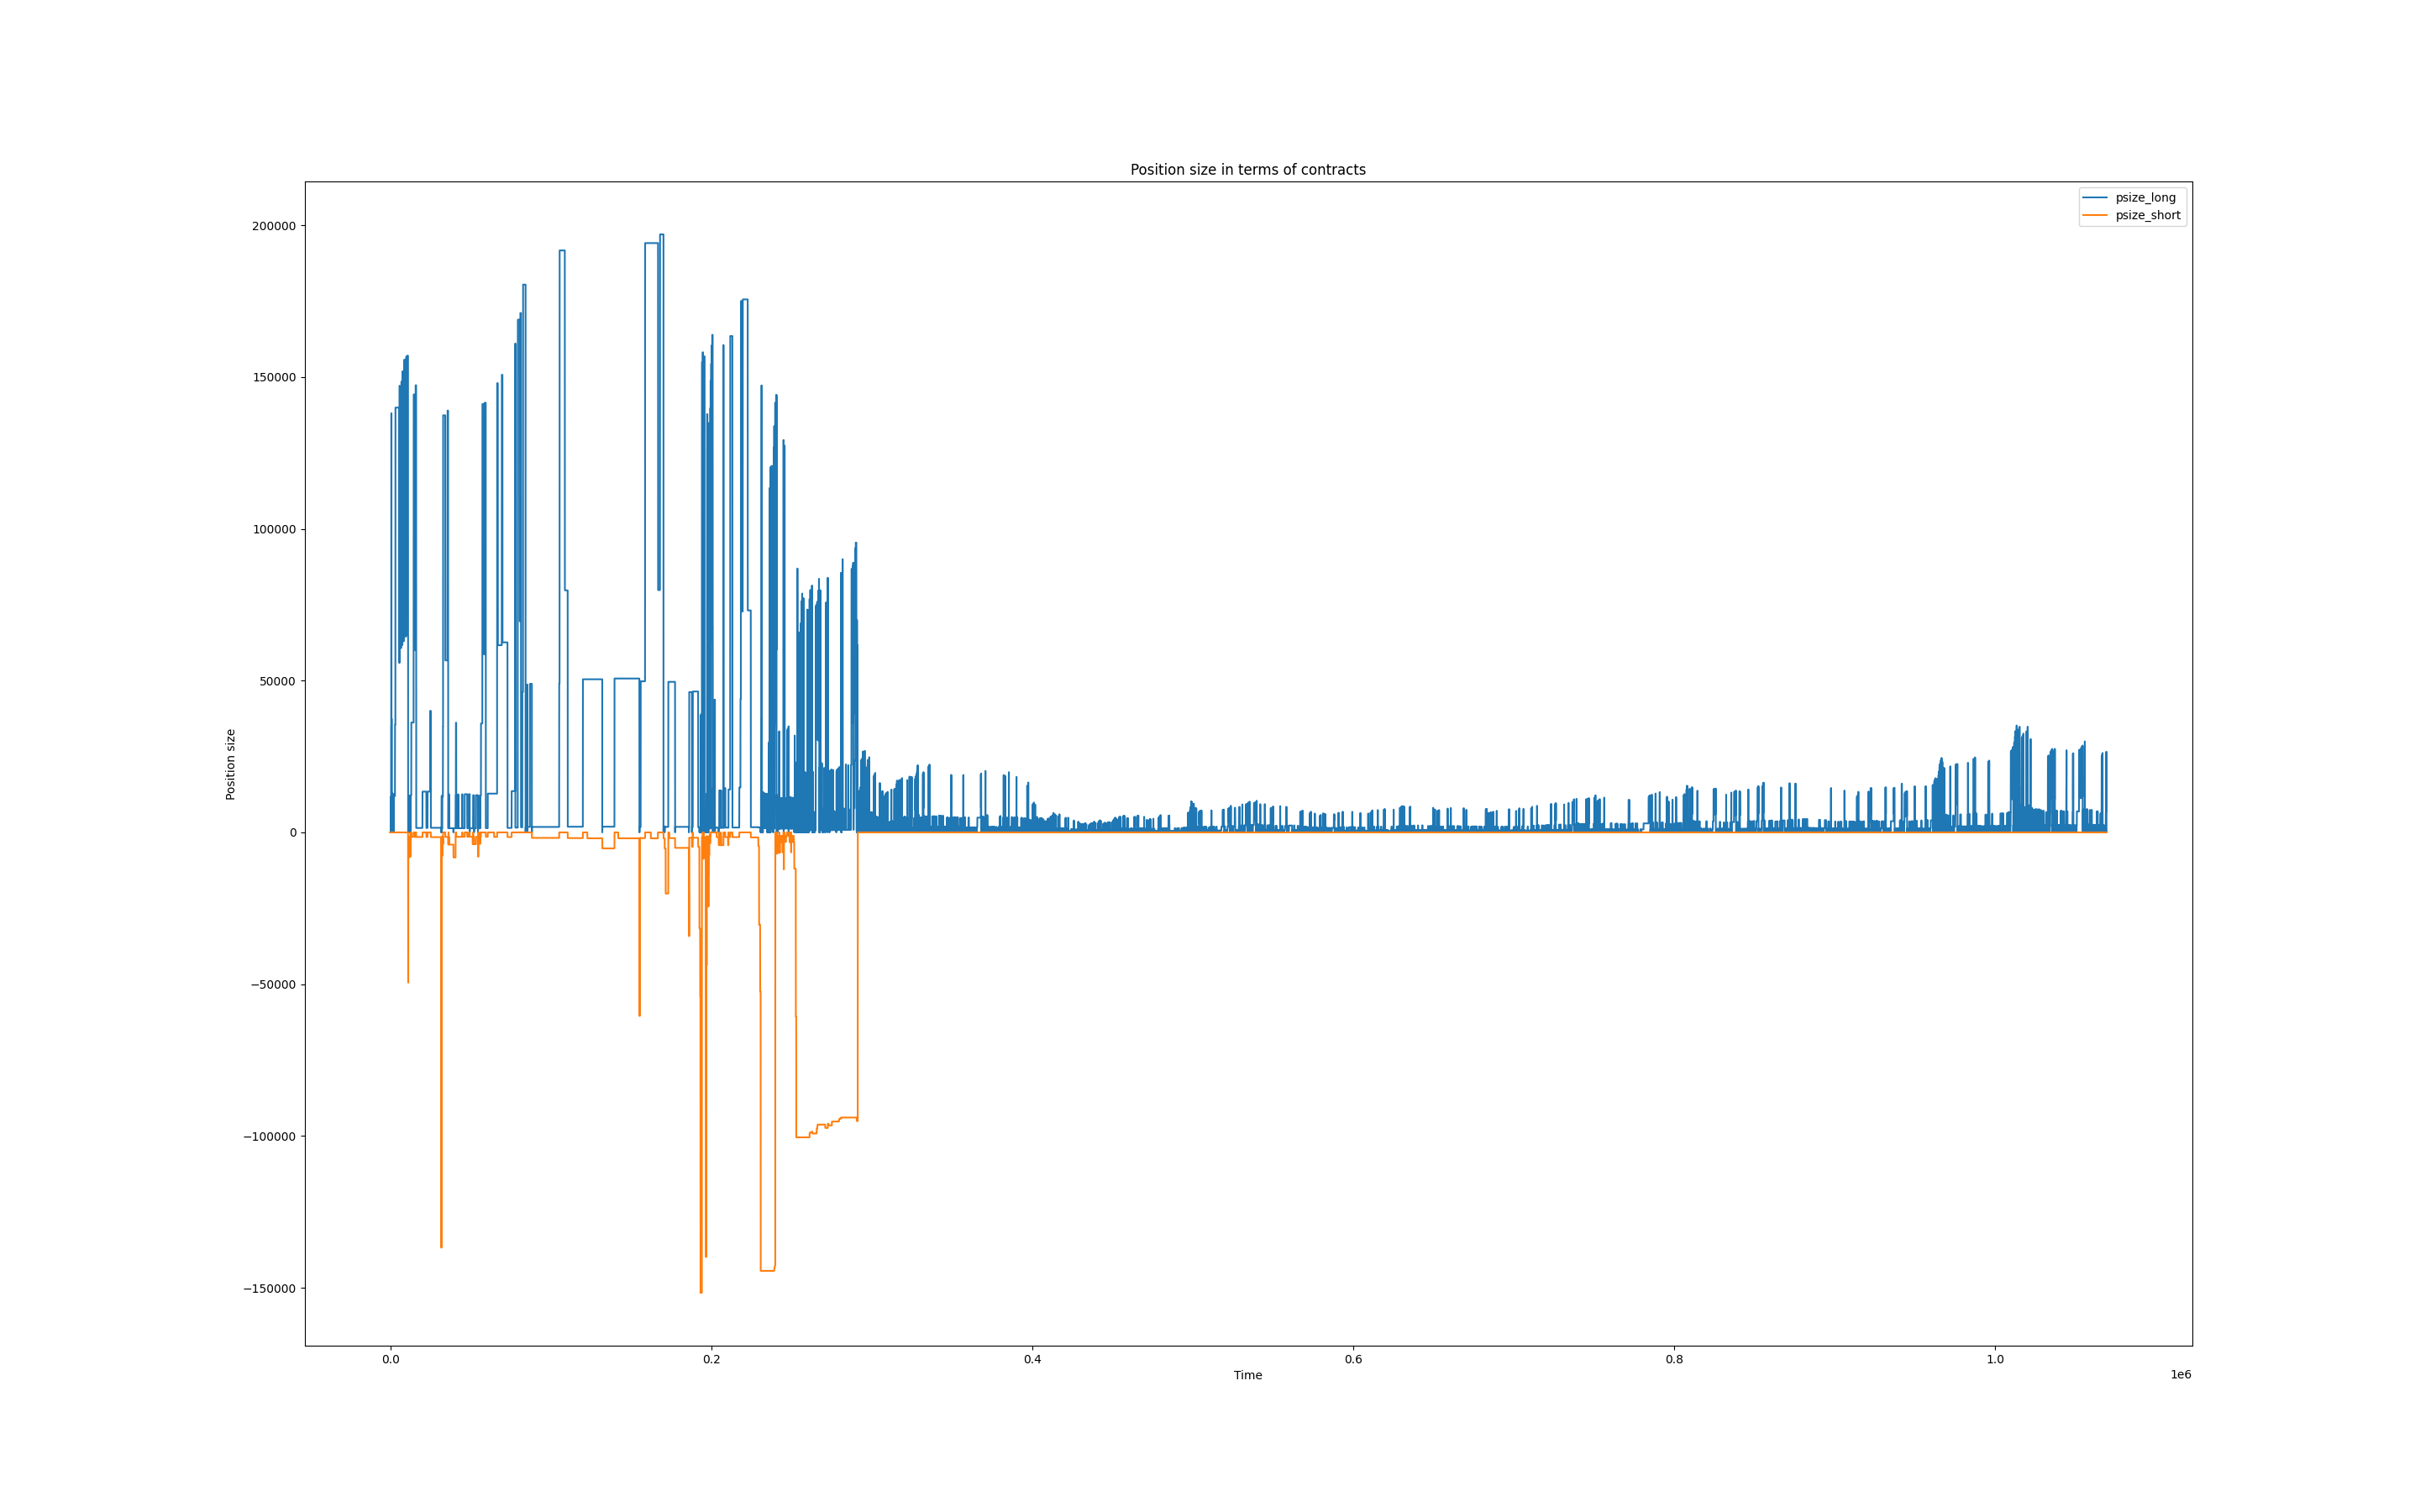 Position size in terms of contracts
psize_long
psize_short
200000
150000
100000
50000
0
−50000
−100000
−150000
Position size
0.0 0.2 0.4 0.6 0.8 1.0
Time
1e6